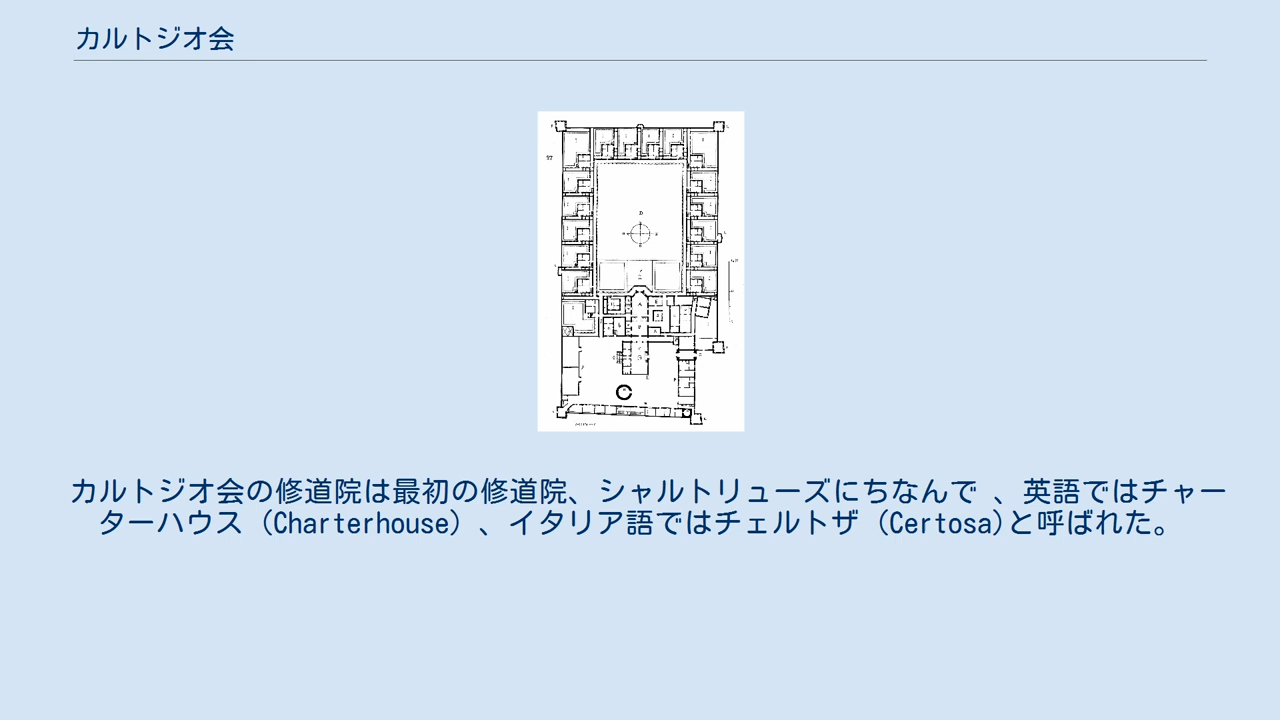 カルトジオ会
カルトジオ会の修道院は最初の修道院、シャルトリューズにちなんで 、英語ではチャー
ターハウス（Charterhouse）、イタリア語ではチェルトザ（Certosa)と呼ばれた。